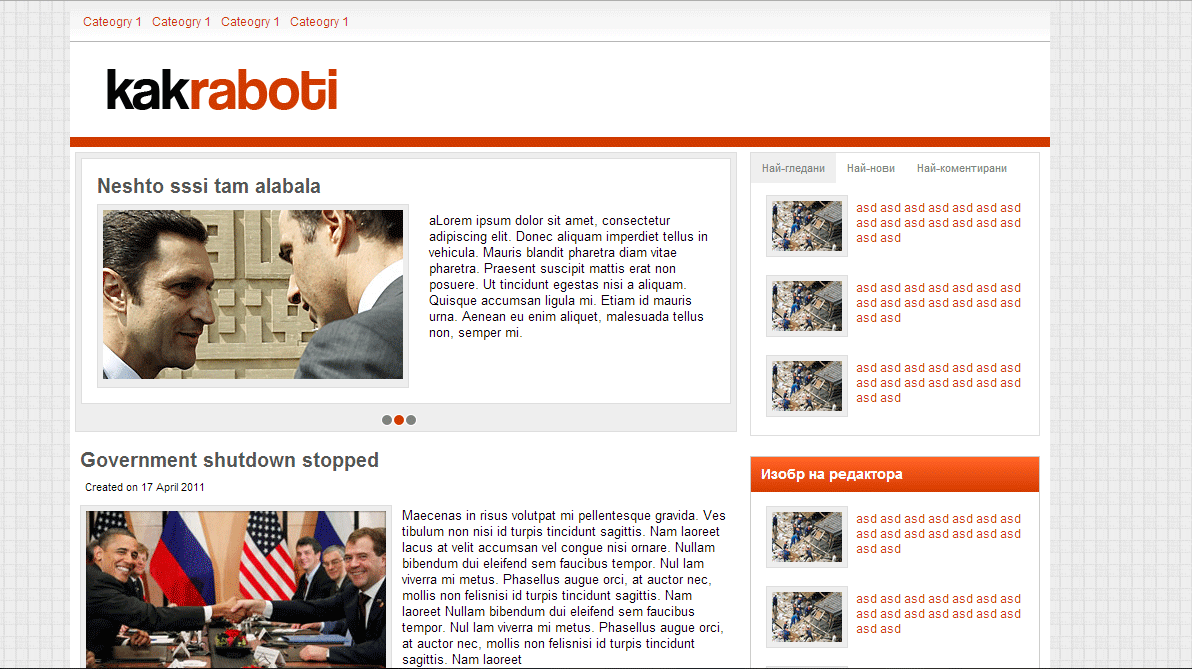 Cateogry 1 Cateogry 1 Cateogry 1 Cateogry 1
kakraboti
Neshto sssi tam alabala
aLorem ipsum dolor sit amet, consectetur
adipiscing elit. Donec aliquam imperdiet tellus in
vehicula. Mauris blandit pharetra diam vitae
pharetra. Praesent suscipit mattis erat non
posuere. Ut tincidunt egestas nisi a aliquam.
Quisque accumsan ligula mi. Etiam id mauris
urna. Aenean eu enim aliquet, malesuada tellus
non, semper mi.
Government shutdown stopped
Created on 17 April 2011
Maecenas in risus volutpat mi pellentesque gravida. Ves
tibulum non nisi id turpis tincidunt sagittis. Nam laoreet
lacus at velit accumsan vel congue nisi ornare. Nullam
bibendum dui eleifend sem faucibus tempor. Nul lam
viverra mi metus. Phasellus augue orci, at auctor nec,
mollis non felisnisi id turpis tincidunt sagittis. Nam
laoreet Nullam bibendum dui eleifend sem faucibus
tempor. Nul lam viverra mi metus. Phasellus augue orci,
at auctor nec, mollis non felisnisi id turpis tincidunt
sagittis. Nam laoreet
Най-гледани Най-нови Най-коментирани
asd asd asd asd asd asd asd
asd asd asd asd asd asd asd
asd asd
asd asd asd asd asd asd asd
asd asd asd asd asd asd asd
asd asd
asd asd asd asd asd asd asd
asd asd asd asd asd asd asd
asd asd
Изобр на редактора
asd asd asd asd asd asd asd
asd asd asd asd asd asd asd
asd asd
asd asd asd asd asd asd asd
asd asd asd asd asd asd asd
asd asd